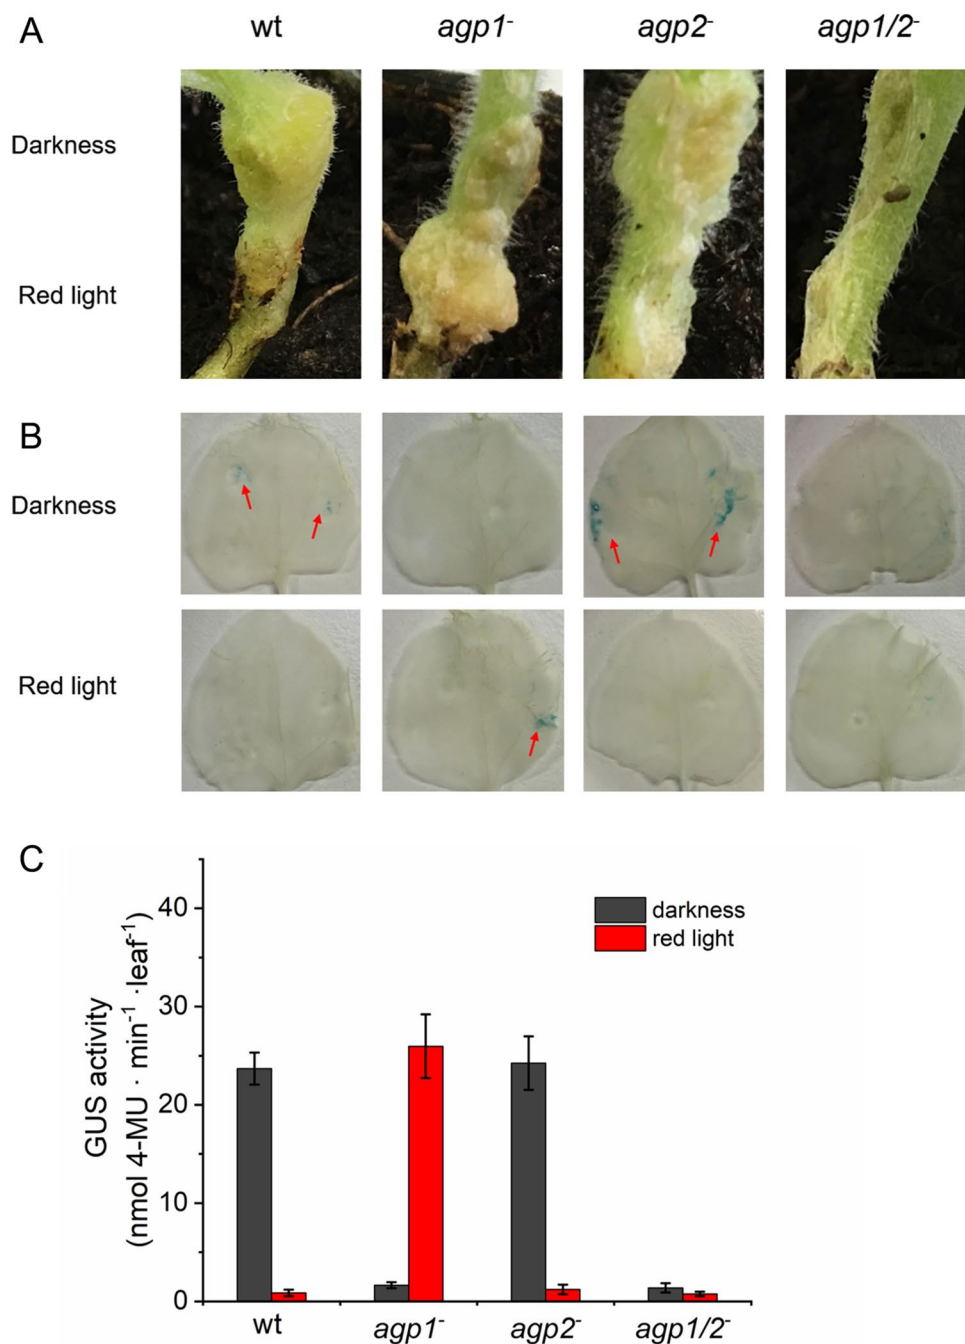 A
wt
agp1⁻
agp2⁻
agp1/2⁻
Darkness
Red light
B
Darkness
Red light
C
GUS activity
(nmol 4-MU · min⁻¹ ·leaf⁻¹)
40
30
20
10
0
darkness
red light
wt
agp1⁻
agp2⁻
agp1/2⁻